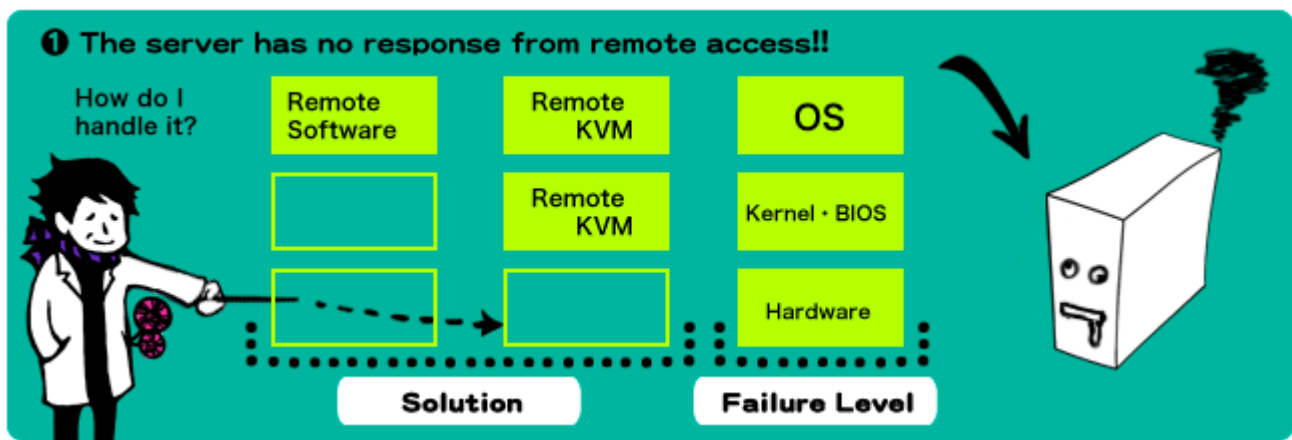 ❶ The server has no response from remote access!!
How do I
handle it?
Remote
Software
Remote
KVM
OS
Remote
KVM
Kernel・BIOS
Hardware
Solution
Failure Level